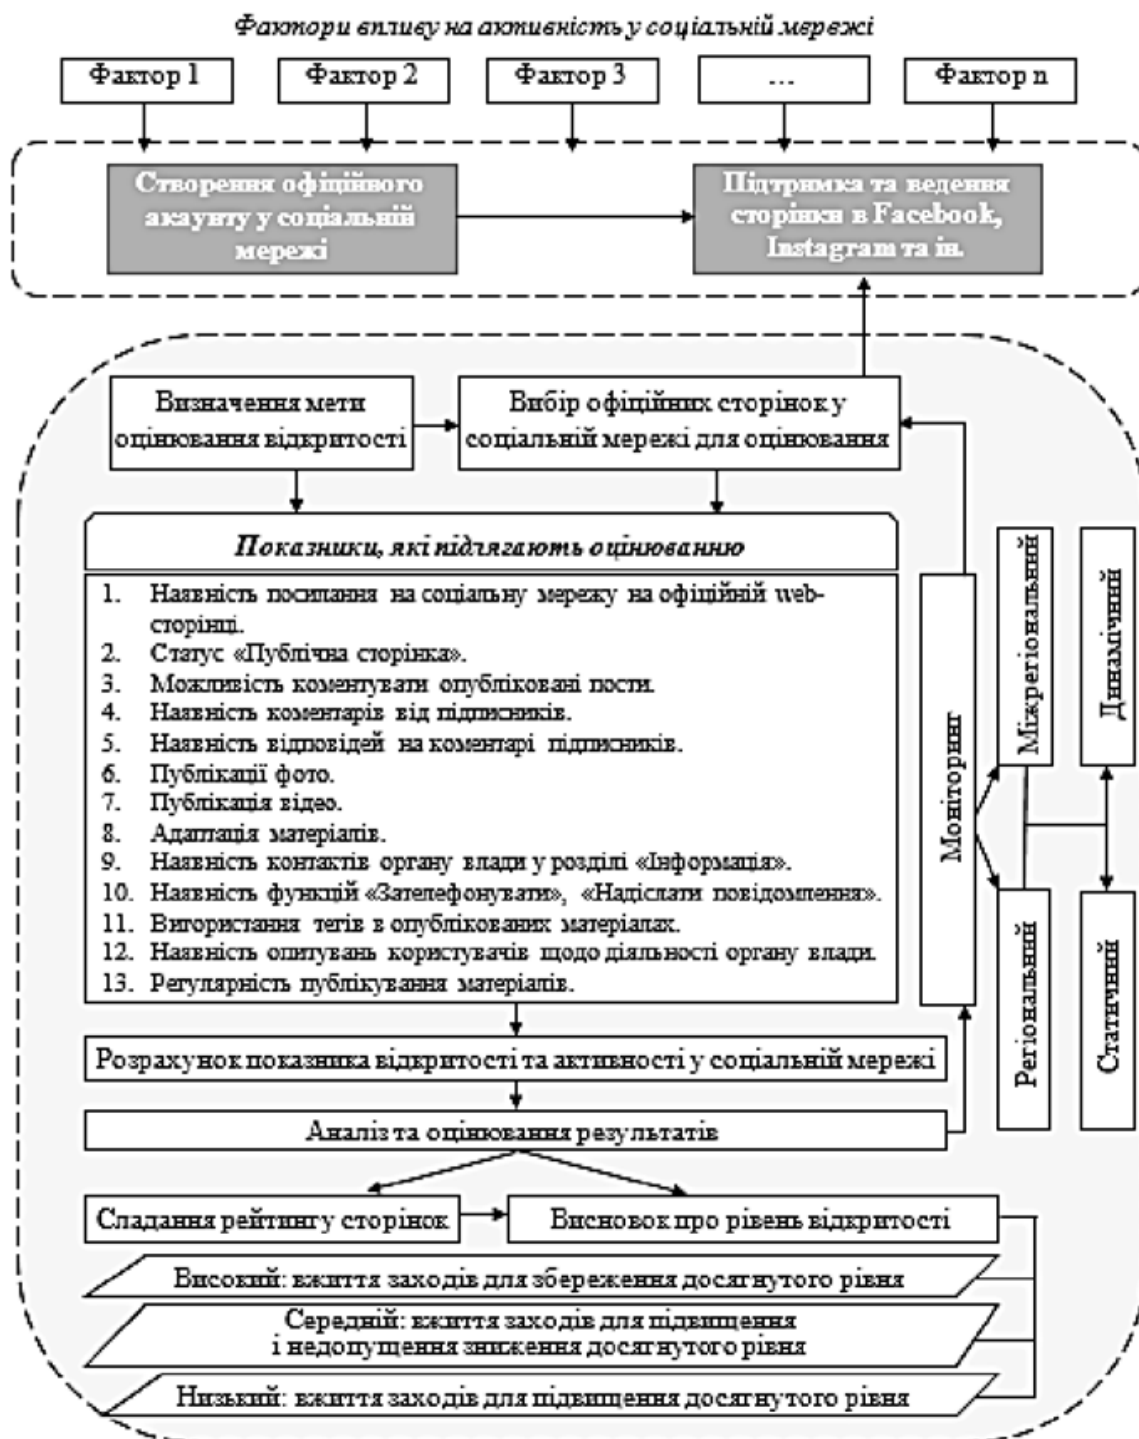 Фактори впливу на активність у соціальній мережі
Фактор 1
Фактор 2
Фактор 3
...
Фактор n
Створення офіційного
акаунту у соціальній
мережі
Підтримка та ведення
сторінки в Facebook,
Instagram та ін.
Визначення мети
оцінювання відкритості
Вибір офіційних сторінок у
соціальній мережі для оцінювання
Показники, які підлягають оцінюванню
1. Наявність посилання на соціальну мережу на офіційній web-
сторінці.
2. Статус «Публічна сторінка».
3. Можливість коментувати опубліковані пости.
4. Наявність коментарів від підписників.
5. Наявність відповідей на коментарі підписників.
6. Публікації фото.
7. Публікація відео.
8. Адаптація матеріалів.
9. Наявність контактів органу влади у розділі «Інформація».
10. Наявність функцій «Зателефонувати», «Надіслати повідомлення».
11. Вигористання тегів в опублікованих матеріалах.
12. Наявність опитувань користувачів щодо діяльності органу влади.
13. Регулярність публікування матеріалів.
Моніторинг
Міжрегіональний
Динамічний
Регіональний
Статичний
Розрахунок показника відкритості та активності у соціальній мережі
Аналіз та оцінювання результатів
Сладання рейтингу сторінок
Висновок про рівень відкритості
Високий: вжиття заходів для збереження досягнутого рівня
Середній: вжиття заходів для підвищення
і недопущення зниження досягнутого рівня
Низький: вжиття заходів для підвищення досягнутого рівня